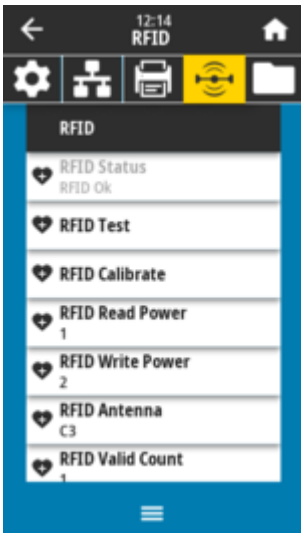 12:14
RFID
RFID
RFID Status
RFID Ok
RFID Test
RFID Calibrate
RFID Read Power
1
RFID Write Power
2
RFID Antenna
C3
RFID Valid Count
1